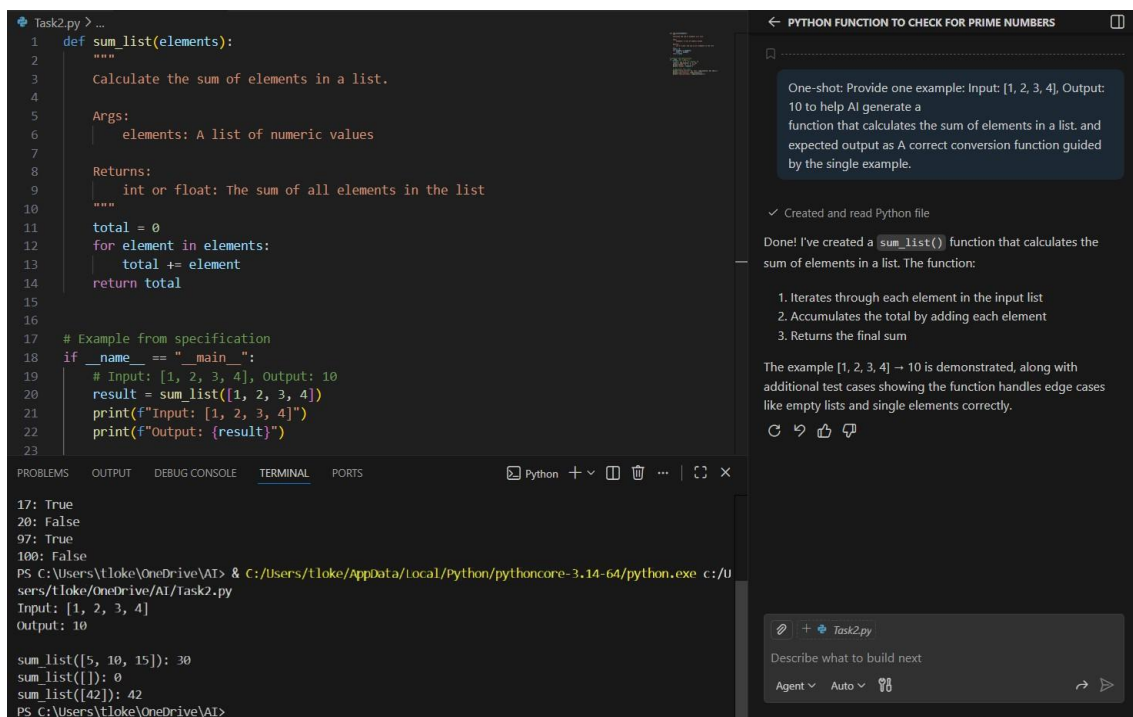 Task2.py > ...
1 def sum_list(elements):
2 """
3 Calculate the sum of elements in a list.
4
5 Args:
6 elements: A list of numeric values
7
8 Returns:
9 int or float: The sum of all elements in the list
10 """
11 total = 0
12 for element in elements:
13 total += element
14 return total
15
16
17 # Example from specification
18 if __name__ == "__main__":
19 # Input: [1, 2, 3, 4], Output: 10
20 result = sum_list([1, 2, 3, 4])
21 print(f"Input: [1, 2, 3, 4]")
22 print(f"Output: {result}")
23
PROBLEMS OUTPUT DEBUG CONSOLE TERMINAL PORTS Python
17: True
20: False
97: True
100: False
PS C:\Users\tloke\OneDrive\AI> & C:/Users/tloke/AppData/Local/Python/pythoncore-3.14-64/python.exe c:/U
sers/tloke/OneDrive/AI/Task2.py
Input: [1, 2, 3, 4]
Output: 10
sum_list([5, 10, 15]): 30
sum_list([]): 0
sum_list([42]): 42
PS C:\Users\tloke\OneDrive\AI>
PYTHON FUNCTION TO CHECK FOR PRIME NUMBERS
One-shot: Provide one example: Input: [1, 2, 3, 4], Output:
10 to help AI generate a
function that calculates the sum of elements in a list. and
expected output as A correct conversion function guided
by the single example.
Created and read Python file
Done! I've created a sum_list() function that calculates the
sum of elements in a list. The function:
1. Iterates through each element in the input list
2. Accumulates the total by adding each element
3. Returns the final sum
The example [1, 2, 3, 4] → 10 is demonstrated, along with
additional test cases showing the function handles edge cases
like empty lists and single elements correctly.
Task2.py
Describe what to build next
Agent Auto